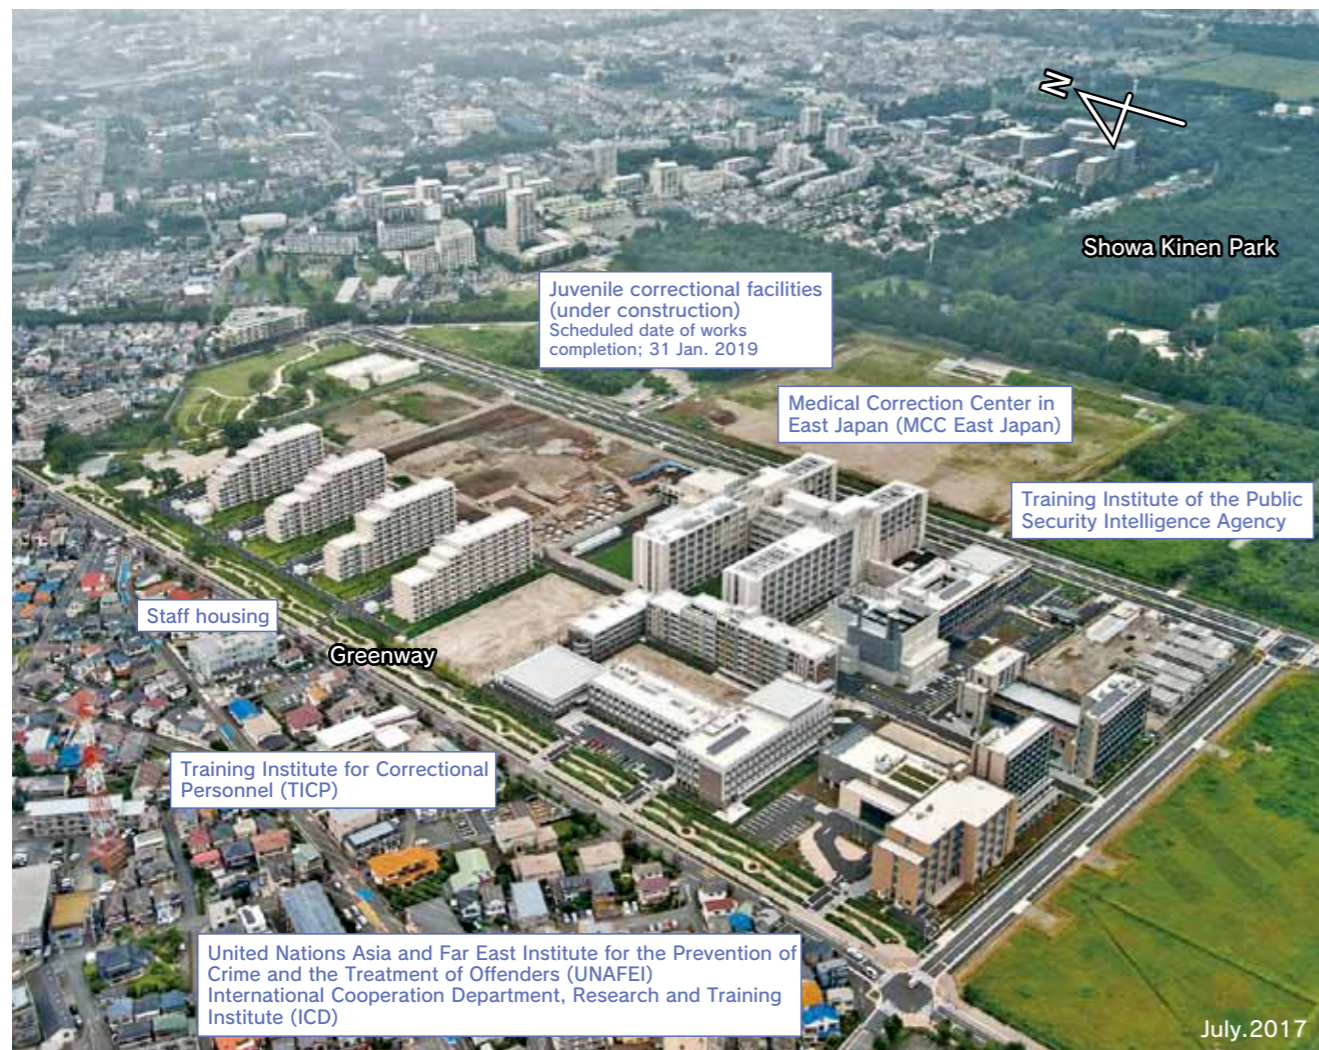 N
Showa Kinen Park
Juvenile correctional facilities
(under construction)
Scheduled date of works
completion; 31 Jan. 2019
Medical Correction Center in
East Japan (MCC East Japan)
Training Institute of the Public
Security Intelligence Agency
Staff housing
Greenway
Training Institute for Correctional
Personnel (TICP)
United Nations Asia and Far East Institute for the Prevention of
Crime and the Treatment of Offenders (UNAFEI)
International Cooperation Department, Research and Training
Institute (ICD)
July.2017